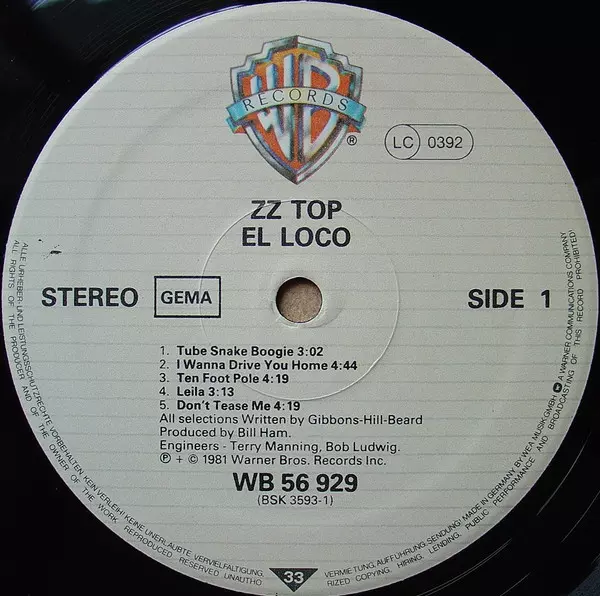 WB
RECORDS
®
LC 0392
ZZ TOP
EL LOCO
STEREO GEMA SIDE 1
1. Tube Snake Boogie 3:02
2. I Wanna Drive You Home 4:44
3. Ten Foot Pole 4:19
4. Leila 3:13
5. Don't Tease Me 4:19
All selections Written by Gibbons-Hill-Beard
Produced by Bill Ham.
Engineers - Terry Manning, Bob Ludwig.
℗ + © 1981 Warner Bros. Records Inc.
WB 56 929
(BSK 3593-1)
33
ALLE URHEBER- UND LEISTUNGSSCHUTZRECHTE VORBEHALTEN. KEIN VERLEIH! KEINE UNERLAUBTE VERVIELFÄLTIGUNG, VERMIETUNG, AUFFÜHRUNG, SENDUNG! MADE IN GERMANY, BY WEA MUSIK GMBH A WARNER COMMUNICATIONS COMPANY
ALL RIGHTS OF THE PRODUCER AND OF THE OWNER OF THE WORK REPRODUCED RESERVED UNAUTHORIZED COPYING, HIRING, LENDING, PUBLIC PERFORMANCE AND BROADCASTING OF THIS RECORD PROHIBITED